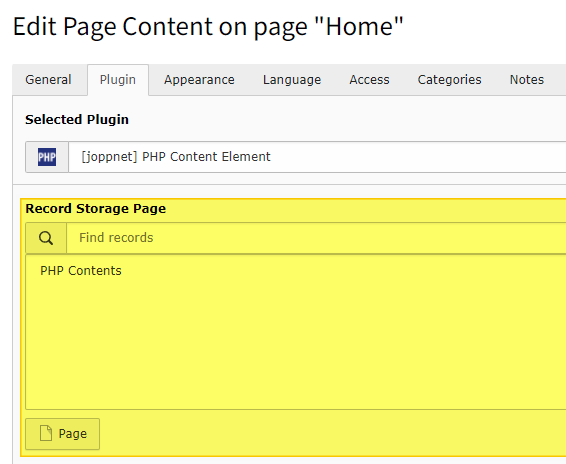 Edit Page Content on page "Home"
General Plugin Appearance Language Access Categories Notes
Selected Plugin
PHP [joppnet] PHP Content Element
Record Storage Page
Find records
PHP Contents
Page